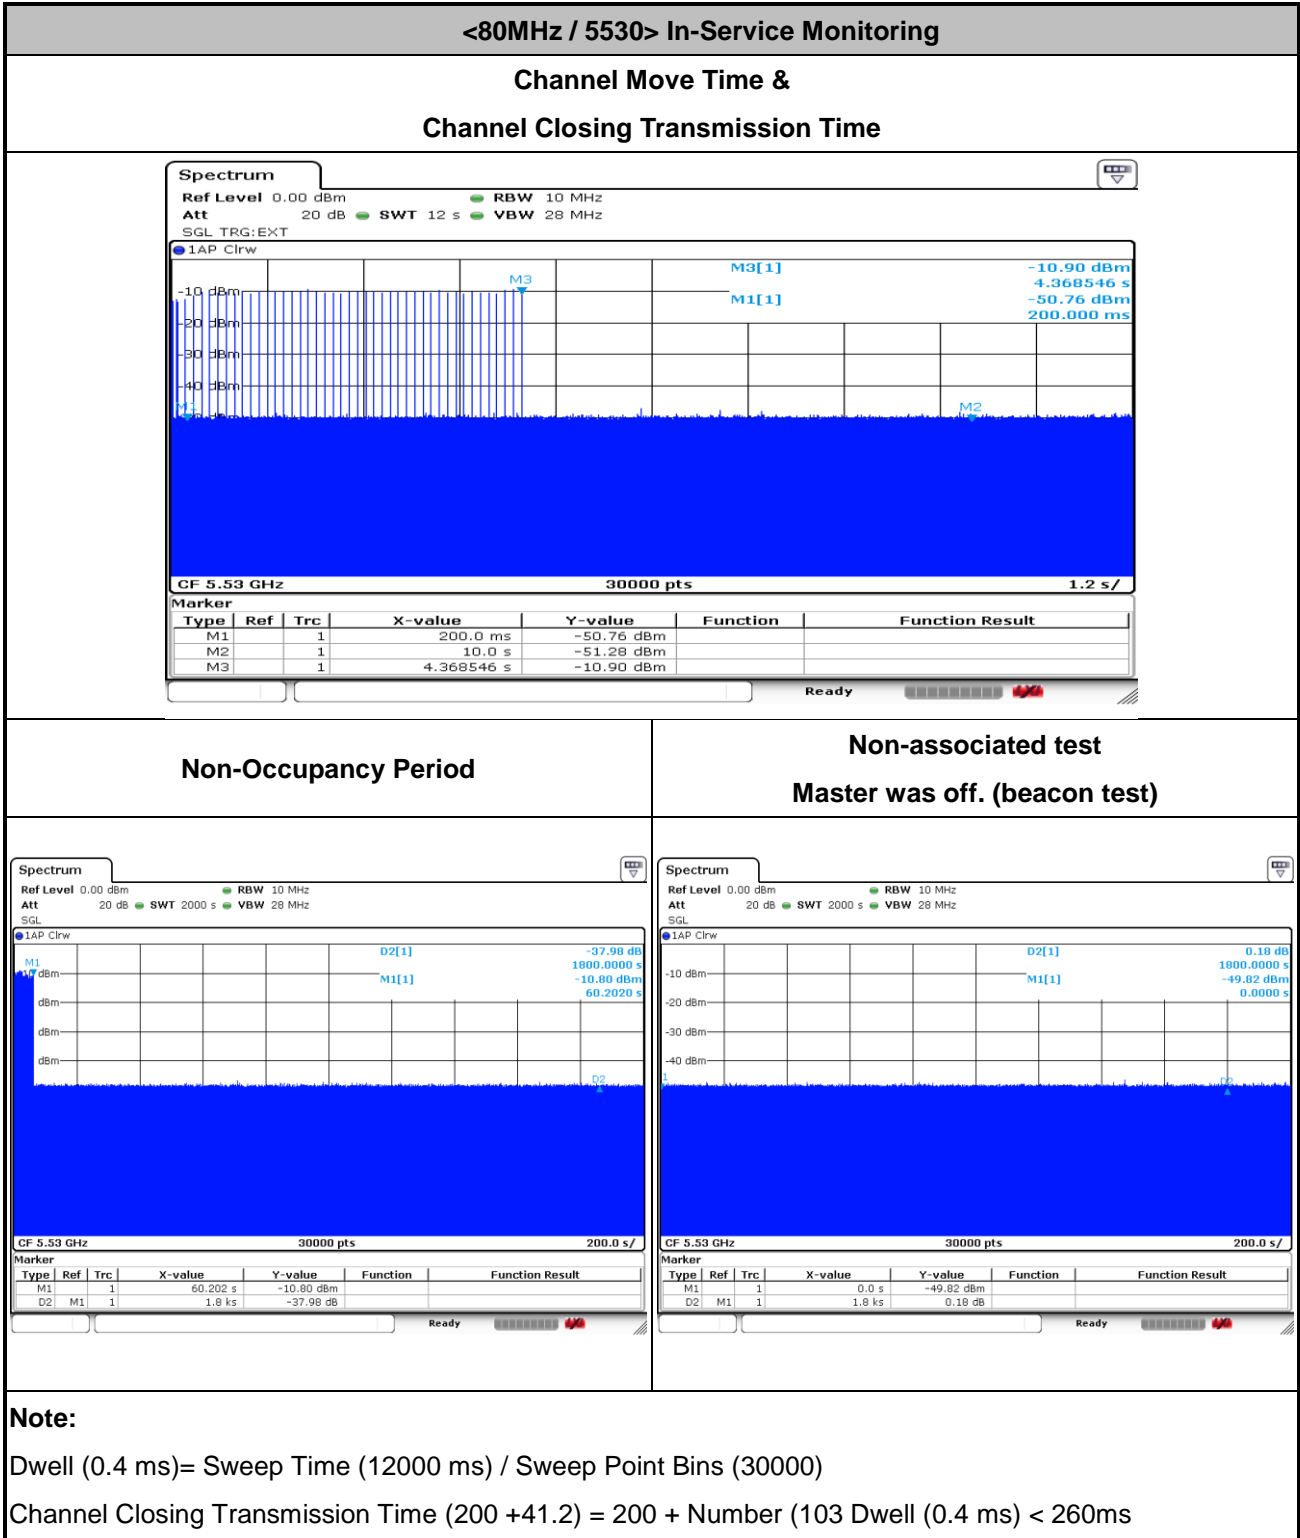 <80MHz / 5530> In-Service Monitoring
Channel Move Time &
Channel Closing Transmission Time
Spectrum
Ref Level 0.00 dBm RBW 10 MHz
Att 20 dB SWT 12 s VBW 28 MHz
SGL TRG:EXT
1AP Clrw
M3[1] -10.90 dBm
4.368546 s
M1[1] -50.76 dBm
200.000 ms
M3
-10 dBm
-20 dBm
-30 dBm
-40 dBm
M2
CF 5.53 GHz 30000 pts 1.2 s/
Marker
Type Ref Trc X-value Y-value Function Function Result
M1 1 200.0 ms -50.76 dBm
M2 1 10.0 s -51.28 dBm
M3 1 4.368546 s -10.90 dBm
Ready
Non-Occupancy Period
Non-associated test
Master was off. (beacon test)
Spectrum
Ref Level 0.00 dBm RBW 10 MHz
Att 20 dB SWT 2000 s VBW 28 MHz
SGL
1AP Clrw
D2[1] -37.98 dB
1800.0000 s
M1[1] -10.80 dBm
60.2020 s
M1
dBm
dBm
dBm
dBm
D2
CF 5.53 GHz 30000 pts 200.0 s/
Marker
Type Ref Trc X-value Y-value Function Function Result
M1 1 60.202 s -10.80 dBm
D2 M1 1 1.8 ks -37.98 dB
Ready
Spectrum
Ref Level 0.00 dBm RBW 10 MHz
Att 20 dB SWT 2000 s VBW 28 MHz
SGL
1AP Clrw
D2[1] 0.18 dB
1800.0000 s
M1[1] -49.82 dBm
0.0000 s
-10 dBm
-20 dBm
-30 dBm
-40 dBm
1
D2
CF 5.53 GHz 30000 pts 200.0 s/
Marker
Type Ref Trc X-value Y-value Function Function Result
M1 1 0.0 s -49.82 dBm
D2 M1 1 1.8 ks 0.18 dB
Ready
Note:
Dwell (0.4 ms)= Sweep Time (12000 ms) / Sweep Point Bins (30000)
Channel Closing Transmission Time (200 +41.2) = 200 + Number (103 Dwell (0.4 ms) < 260ms